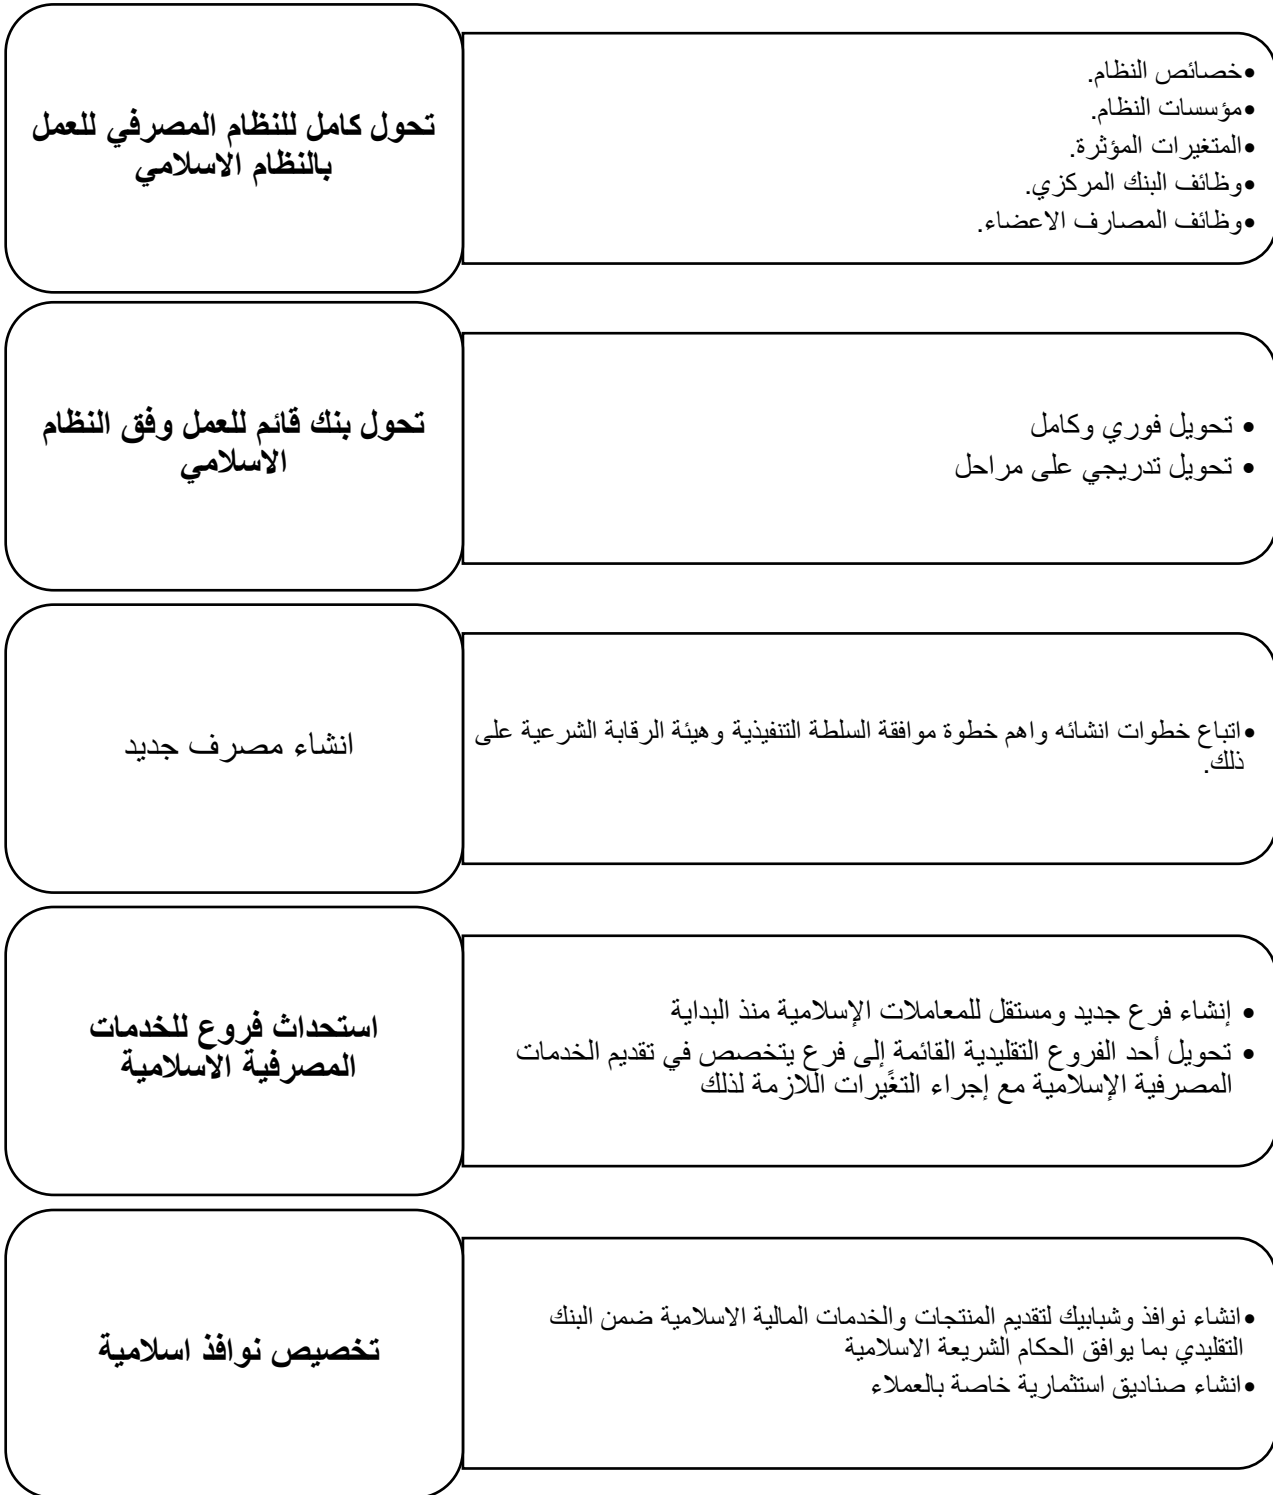 تحول كامل للنظام المصرفي للعمل
بالنظام الاسلامي
•خصائص النظام.
•مؤسسات النظام.
•المتغيرات المؤثرة.
•وظائف البنك المركزي.
•وظائف المصارف الاعضاء.
تحول بنك قائم للعمل وفق النظام
الاسلامي
• تحويل فوري وكامل
• تحويل تدريجي على مراحل
انشاء مصرف جديد
•اتباع خطوات انشائه واهم خطوة موافقة السلطة التنفيذية وهيئة الرقابة الشرعية على
ذلك.
استحداث فروع للخدمات
المصرفية الاسلامية
• إنشاء فرع جديد ومستقل للمعاملات الإسلامية منذ البداية
• تحويل أحد الفروع التقليدية القائمة إلى فرع يتخصص في تقديم الخدمات
المصرفية الإسلامية مع إجراء التغًيرات اللازمة لذلك
تخصيص نوافذ اسلامية
•انشاء نوافذ وشبابيك لتقديم المنتجات والخدمات المالية الاسلامية ضمن البنك
التقليدي بما يوافق الحكام الشريعة الاسلامية
•انشاء صناديق استثمارية خاصة بالعملاء